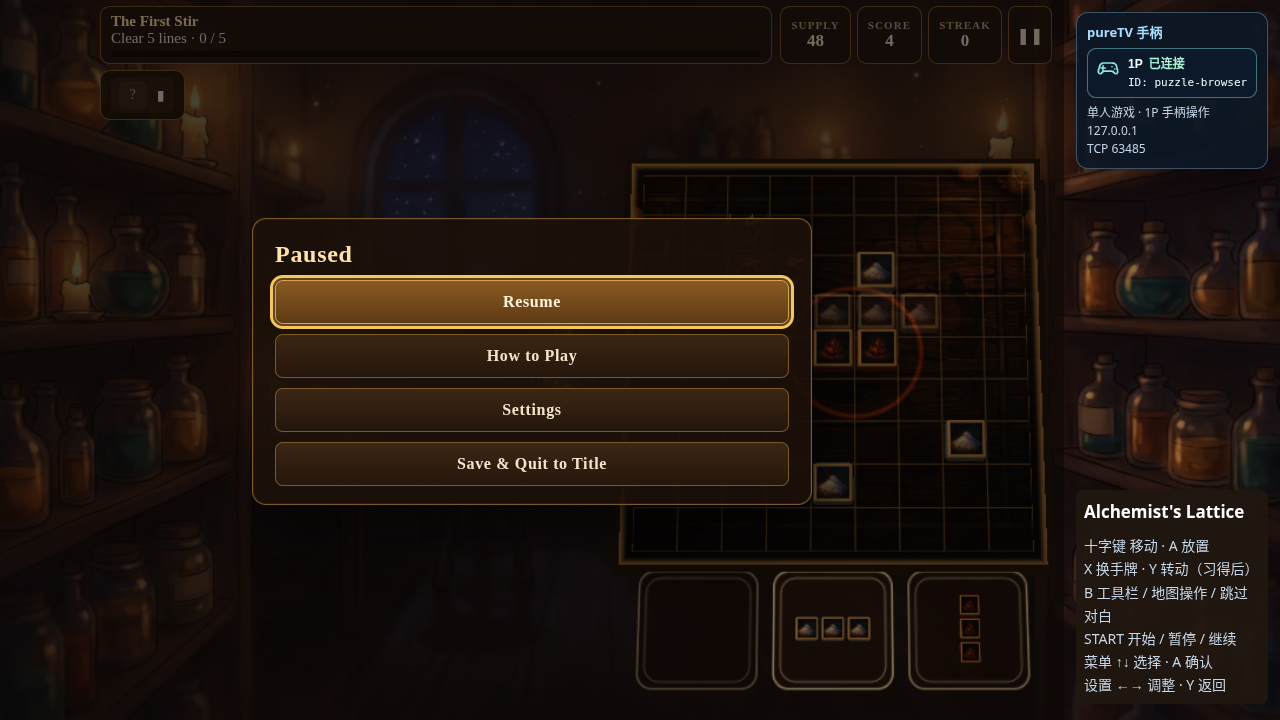 The First Stir
Clear 5 lines · 0 / 5
SUPPLY
48
SCORE
4
STREAK
0
?
Paused
Resume
How to Play
Settings
Save & Quit to Title
pureTV 手柄
1P 已连接
ID: puzzle-browser
单人游戏 · 1P 手柄操作
127.0.0.1
TCP 63485
Alchemist's Lattice
十字键 移动 · A 放置
X 换手牌 · Y 转动（习得后）
B 工具栏 / 地图操作 / 跳过
对白
START 开始 / 暂停 / 继续
菜单 ↑↓ 选择 · A 确认
设置 ←→ 调整 · Y 返回